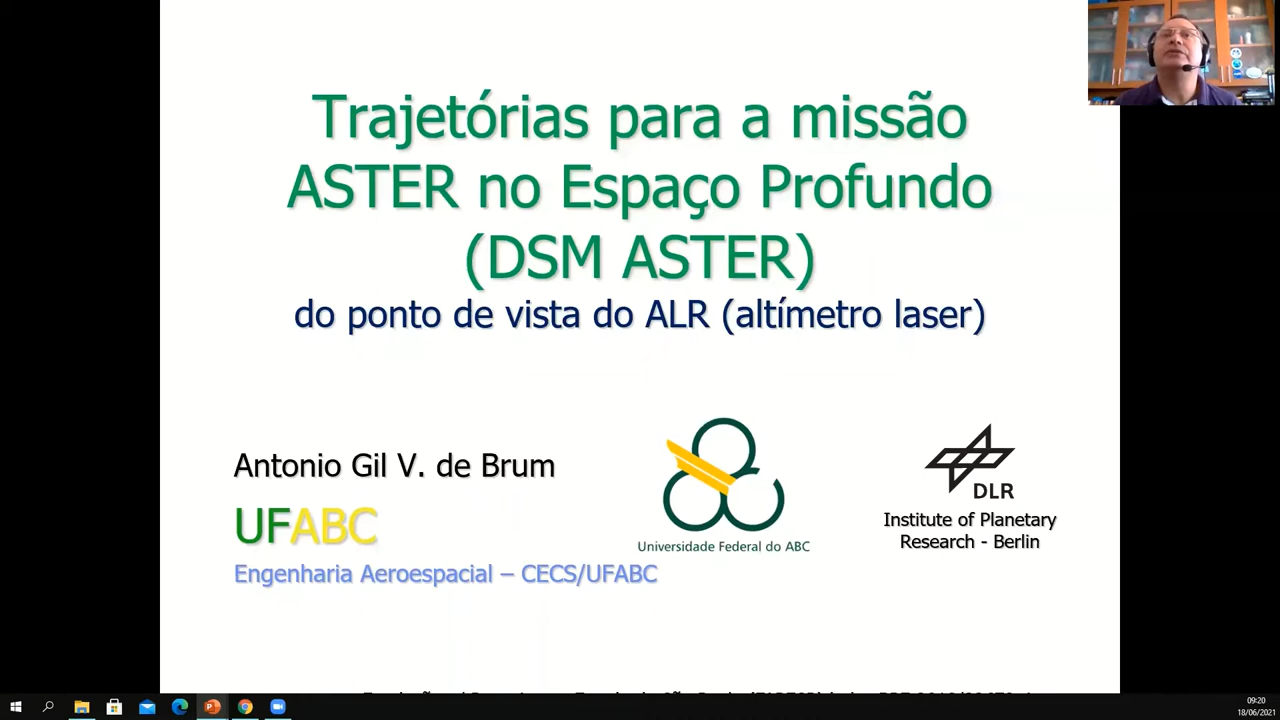 Trajetórias para a missão
ASTER no Espaço Profundo
(DSM ASTER)
do ponto de vista do ALR (altímetro laser)
Antonio Gil V. de Brum
UFABC
Engenharia Aeroespacial – CECS/UFABC
Universidade Federal do ABC
DLR
Institute of Planetary
Research - Berlin
09:20
18/06/2021